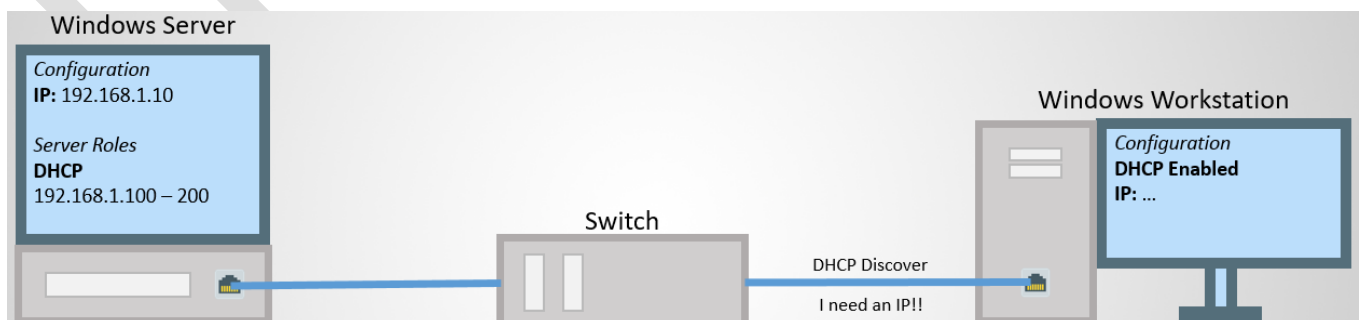 Windows Server
Configuration
IP: 192.168.1.10
Server Roles
DHCP
192.168.1.100 – 200
Switch
DHCP Discover
I need an IP!!
Windows Workstation
Configuration
DHCP Enabled
IP: ...